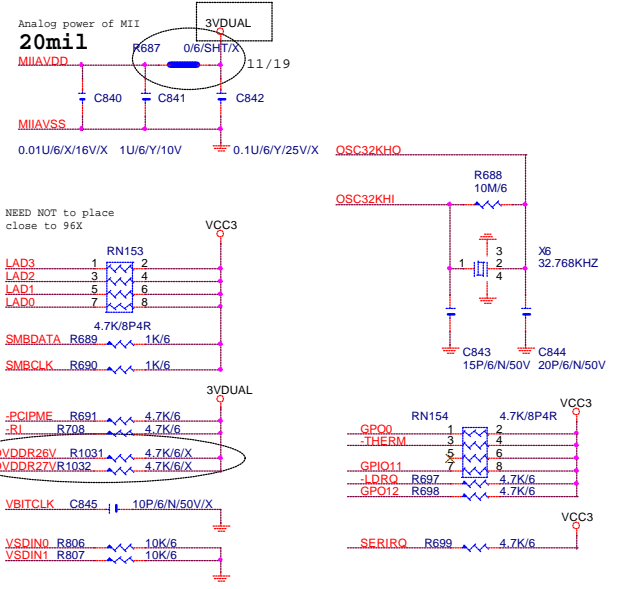 Analog power of MII
20mil
3VDUAL
R687 0/6/SHT/X
MIIAVDD
11/19
C840 C841 C842
MIIAVSS
0.01U/6/X/16V/X 1U/6/Y/10V 0.1U/6/Y/25V/X
OSC32KHO
R688
10M/6
OSC32KHI
3
1 2
4
X6
32.768KHZ
C843 C844
15P/6/N/50V 20P/6/N/50V
NEED NOT to place
close to 96X
VCC3
RN153
LAD3 1 2
LAD2 3 4
LAD1 5 6
LAD0 7 8
4.7K/8P4R
SMBDATA R689 1K/6
SMBCLK R690 1K/6
3VDUAL
-PCIPME R691 4.7K/6
-RI R708 4.7K/6
OVDDR26V R1031 4.7K/6/X
OVDDR27V R1032 4.7K/6/X
VBITCLK C845 10P/6/N/50V/X
VSDIN0 R806 10K/6
VSDIN1 R807 10K/6
VCC3
RN154 4.7K/8P4R
GPO0 1 2
-THERM 3 4
5 6
GPIO11 7 8
-LDRQ R697 4.7K/6
GPO12 R698 4.7K/6
VCC3
SERIRQ R699 4.7K/6